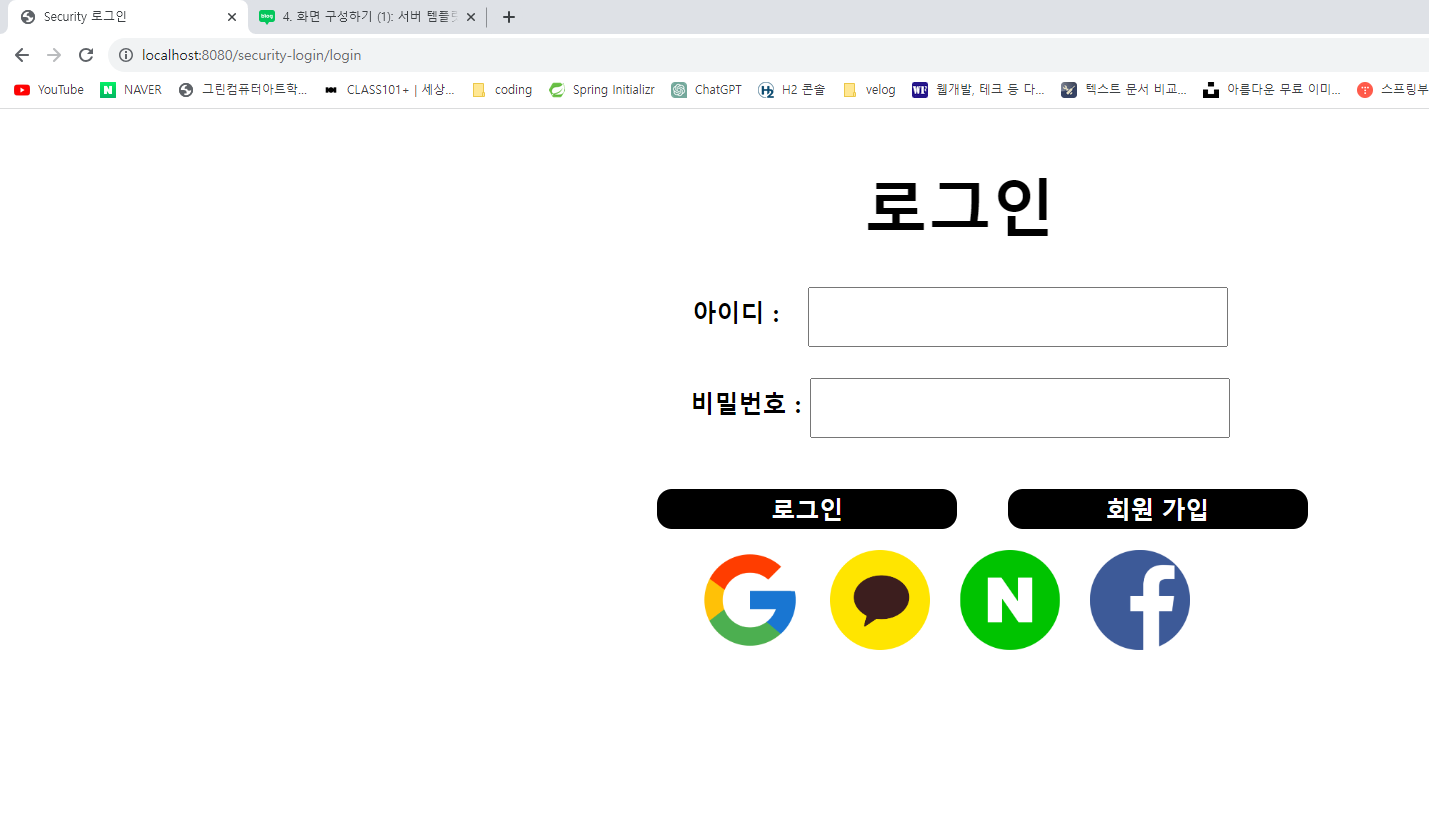 Security 로그인
4. 화면 구성하기 (1): 서버 템플릿
localhost:8080/security-login/login
YouTube NAVER 그린컴퓨터아트학... CLASS101+ | 세상... coding Spring Initializr ChatGPT H2 콘솔 velog 웹개발, 테크 등 다... 텍스트 문서 비교... 아름다운 무료 이미... 스프링부
로그인
아이디 :
비밀번호 :
로그인 회원 가입